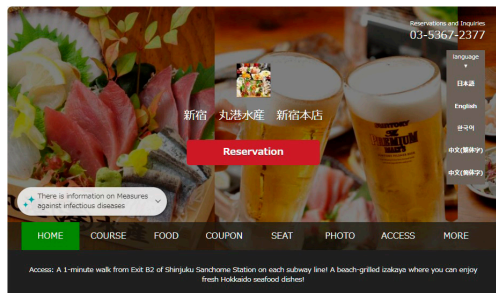 Reservations and Inquiries
03-5367-2377
language
▼
日本語
English
한국어
中文(繁体字)
中文(简体字)
新宿 丸港水産 新宿本店
Reservation
SUNTORY
THE
PREMIUM
MALT'S
There is information on Measures
against infectious diseases
HOME COURSE FOOD COUPON SEAT PHOTO ACCESS MORE
Access: A 1-minute walk from Exit B2 of Shinjuku Sanchome Station on each subway line! A beach-grilled izakaya where you can enjoy
fresh Hokkaido seafood dishes!